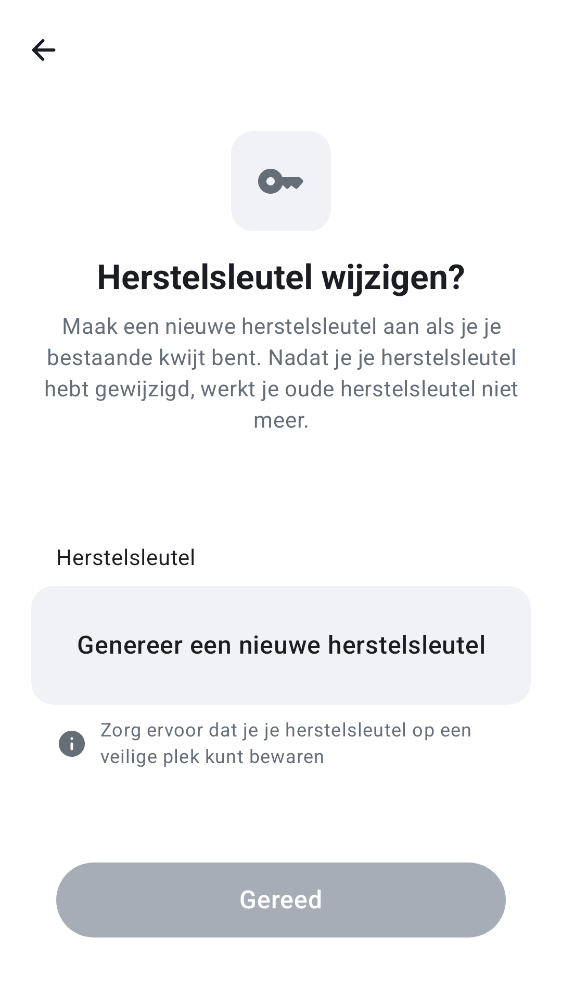 Herstelsleutel wijzigen?
Maak een nieuwe herstelsleutel aan als je je
bestaande kwijt bent. Nadat je je herstelsleutel
hebt gewijzigd, werkt je oude herstelsleutel niet
meer.
Herstelsleutel
Genereer een nieuwe herstelsleutel
Zorg ervoor dat je je herstelsleutel op een
veilige plek kunt bewaren
Gereed